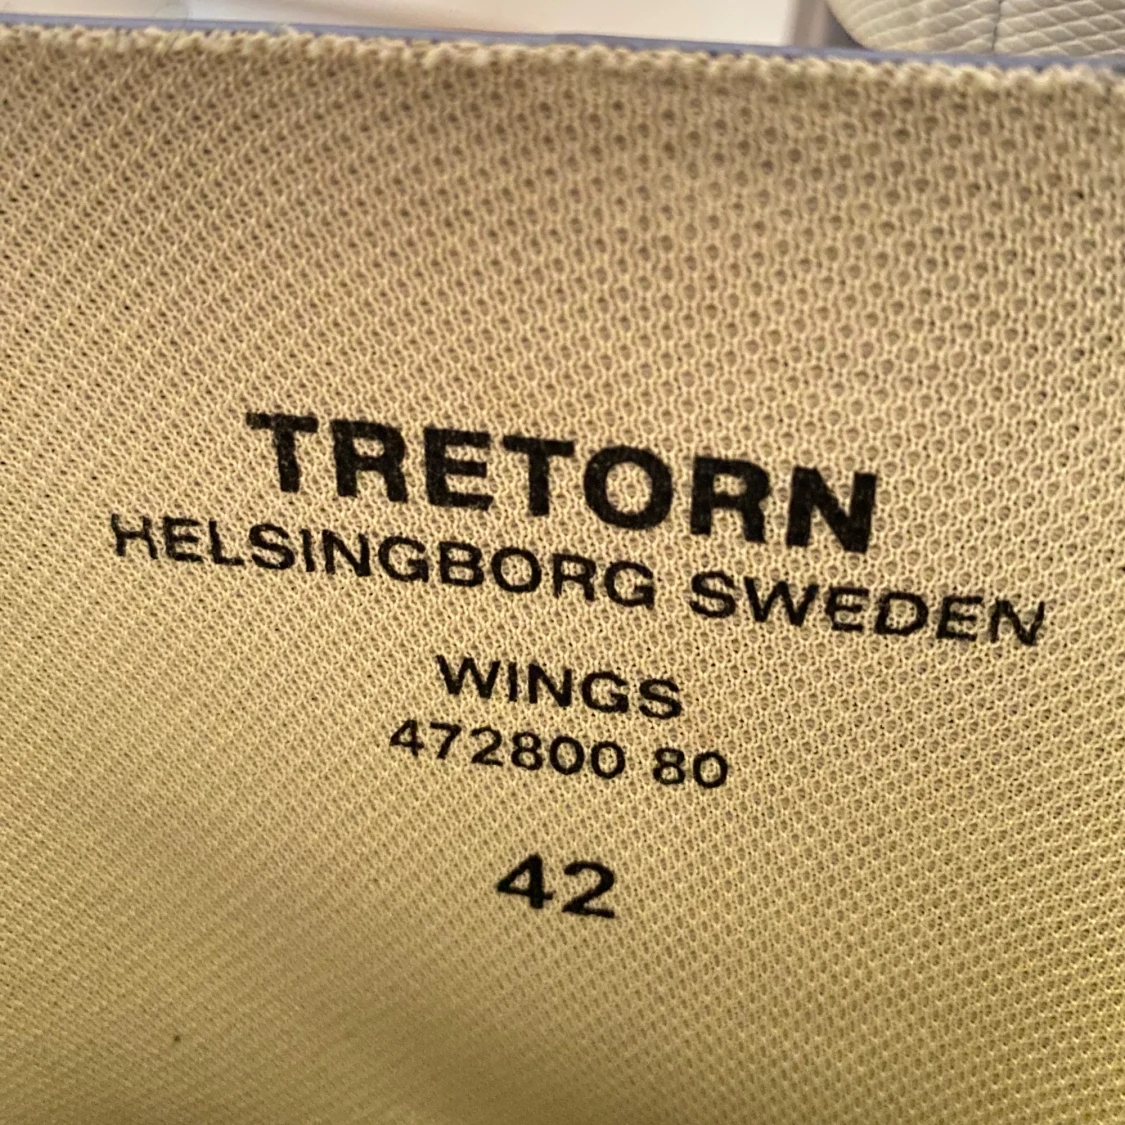 TRETORN
HELSINGBORG SWEDEN
WINGS
472800 80
42